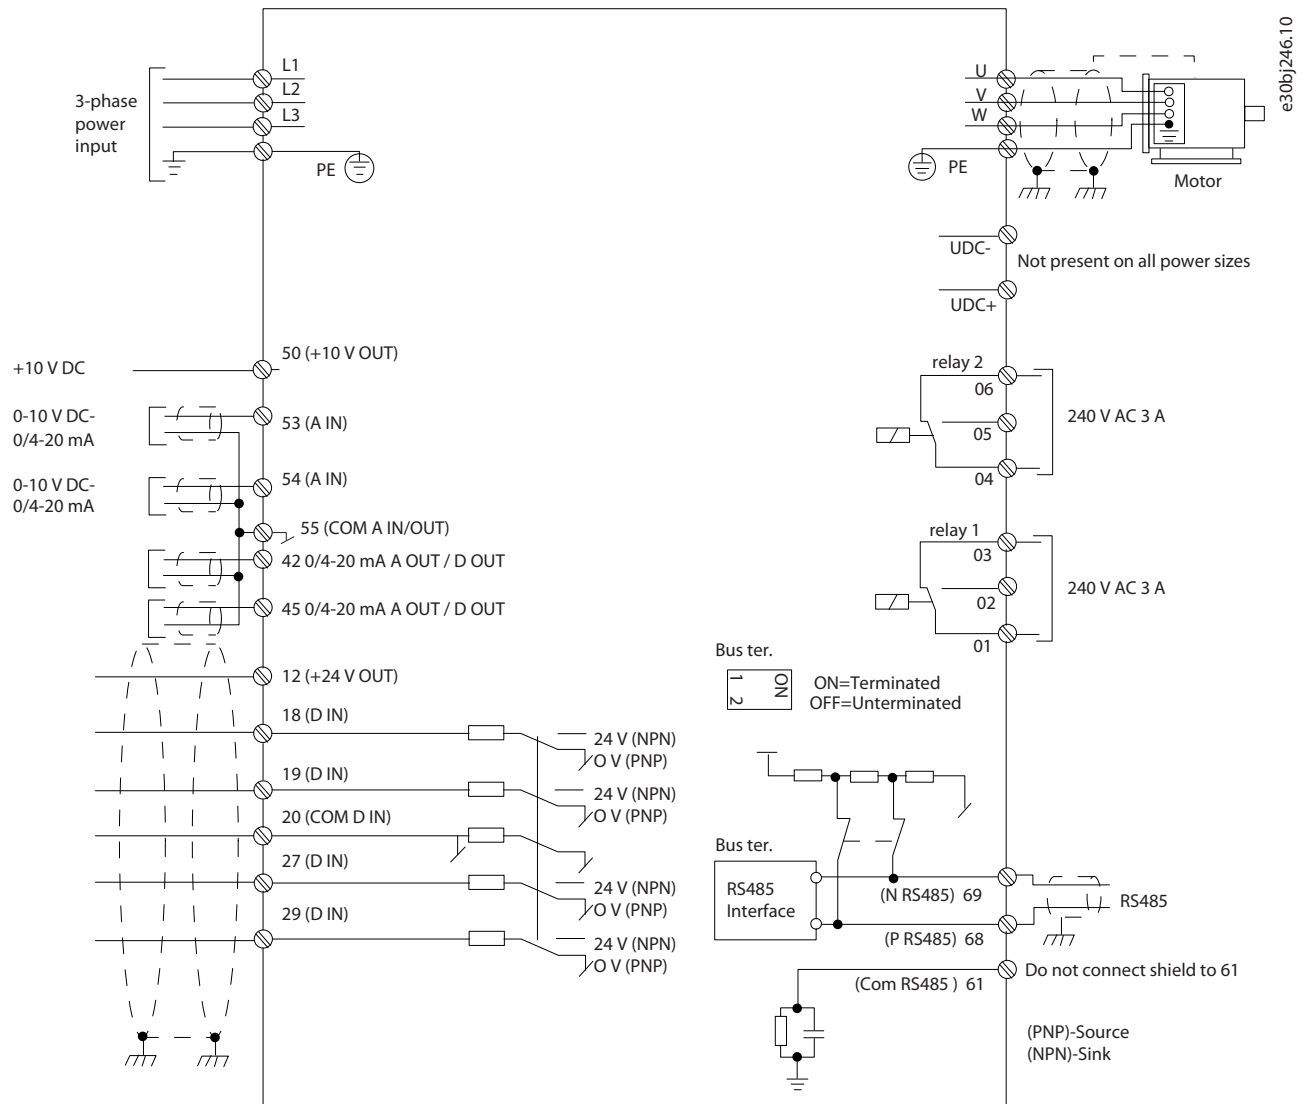 e30bj246.10
3-phase
power
input
L1
L2
L3
PE
U
V
W
PE
Motor
UDC-
Not present on all power sizes
UDC+
+10 V DC
50 (+10 V OUT)
0-10 V DC-
0/4-20 mA
53 (A IN)
0-10 V DC-
0/4-20 mA
54 (A IN)
55 (COM A IN/OUT)
42 0/4-20 mA A OUT / D OUT
45 0/4-20 mA A OUT / D OUT
12 (+24 V OUT)
18 (D IN)
24 V (NPN)
O V (PNP)
19 (D IN)
24 V (NPN)
O V (PNP)
20 (COM D IN)
27 (D IN)
24 V (NPN)
O V (PNP)
29 (D IN)
24 V (NPN)
O V (PNP)
relay 2
06
05
04
240 V AC 3 A
relay 1
03
02
01
240 V AC 3 A
Bus ter.
1
2
ON
ON=Terminated
OFF=Unterminated
Bus ter.
RS485
Interface
(N RS485) 69
RS485
(P RS485) 68
(Com RS485 ) 61
Do not connect shield to 61
(PNP)-Source
(NPN)-Sink